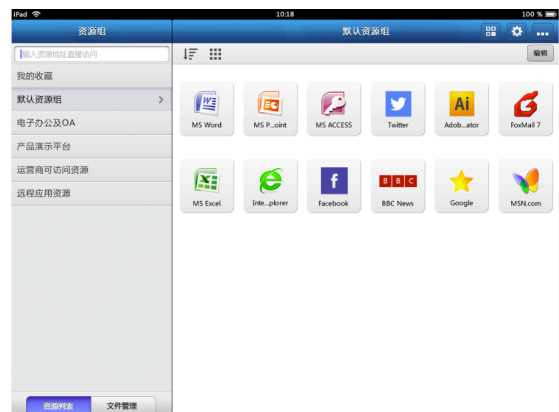 iPad 10:18 100 %
资源组
输入资源地址直接访问
我的收藏
默认资源组
电子办公及OA
产品演示平台
运营商可访问资源
远程应用资源
资源列表 文件管理
默认资源组
编辑
MS Word MS P...oint MS ACCESS Twitter Adob...ator FoxMail 7
Ai
MS Excel Inte...plorer Facebook BBC News Google MSN.com
B B C